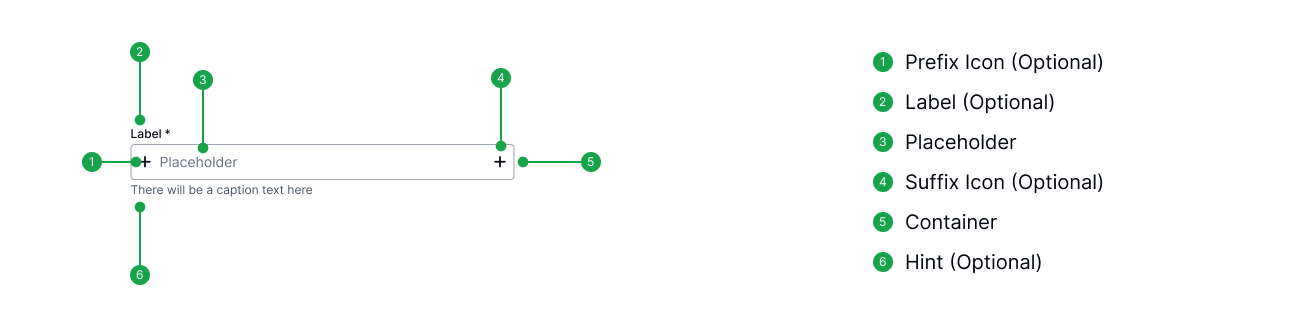 2
3
4
Label *
1
+ Placeholder +
5
There will be a caption text here
6
1 Prefix Icon (Optional)
2 Label (Optional)
3 Placeholder
4 Suffix Icon (Optional)
5 Container
6 Hint (Optional)